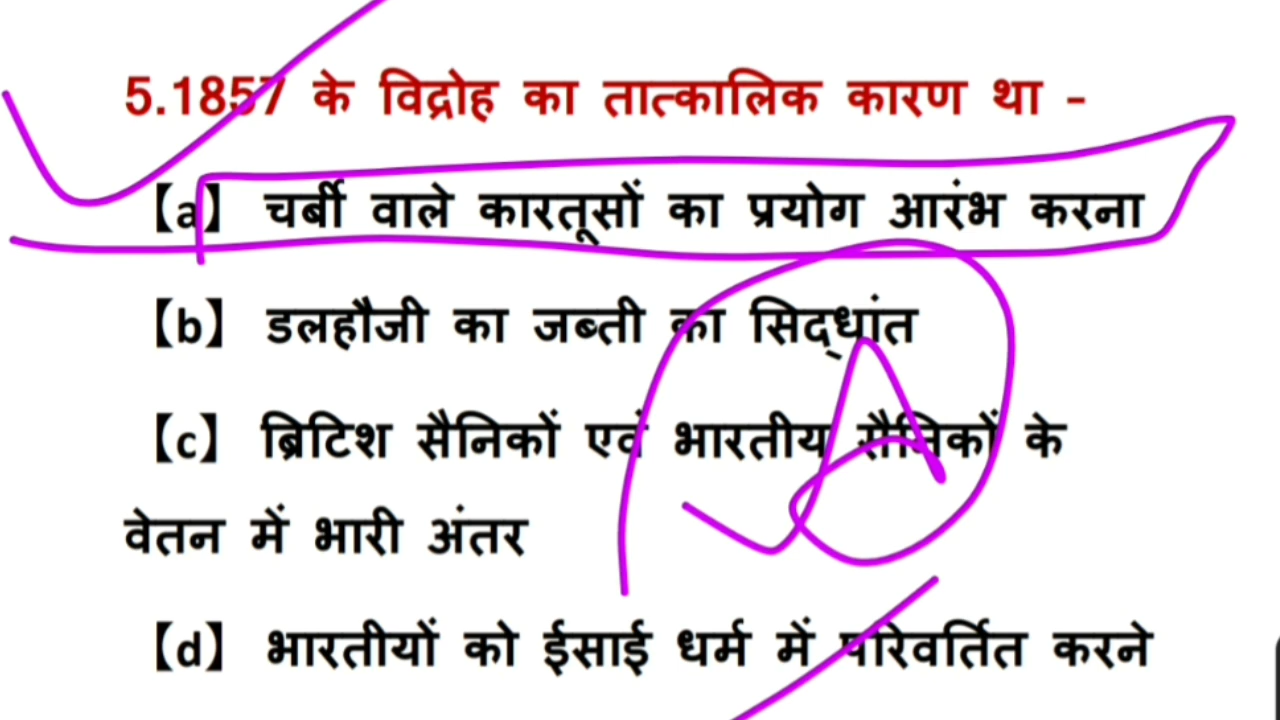 5.1857 के विद्रोह का तात्कालिक कारण था -
【a】 चर्बी वाले कारतूसों का प्रयोग आरंभ करना
【b】 डलहौजी का जब्ती का सिद्धांत
【c】 ब्रिटिश सैनिकों एवं भारतीय सैनिकों के
वेतन में भारी अंतर
【d】 भारतीयों को ईसाई धर्म में परिवर्तित करने